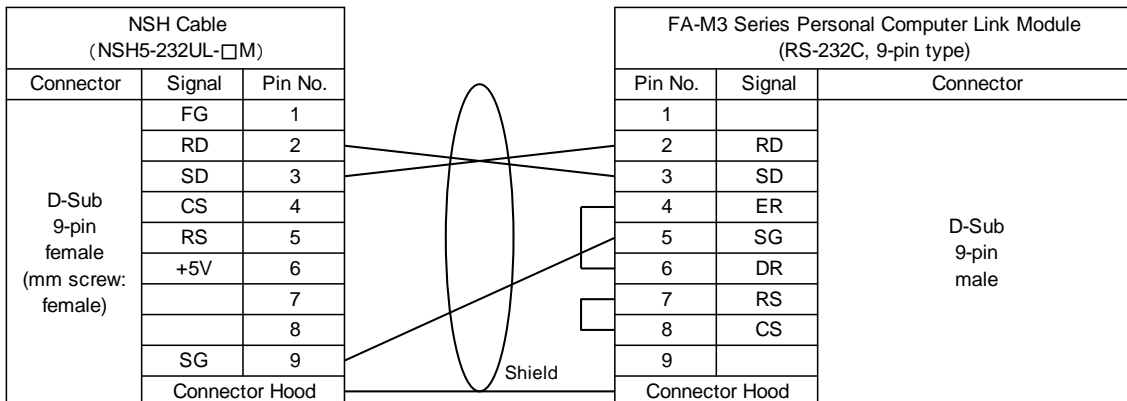 NSH Cable
（NSH5-232UL-□M）
FA-M3 Series Personal Computer Link Module
(RS-232C, 9-pin type)
Connector Signal Pin No.
Pin No. Signal Connector
FG 1
1
RD 2
2 RD
SD 3
3 SD
CS 4
4 ER
RS 5
5 SG
+5V 6
6 DR
7
7 RS
8
8 CS
SG 9
9
D-Sub
9-pin
female
(mm screw:
female)
D-Sub
9-pin
male
Shield
Connector Hood
Connector Hood